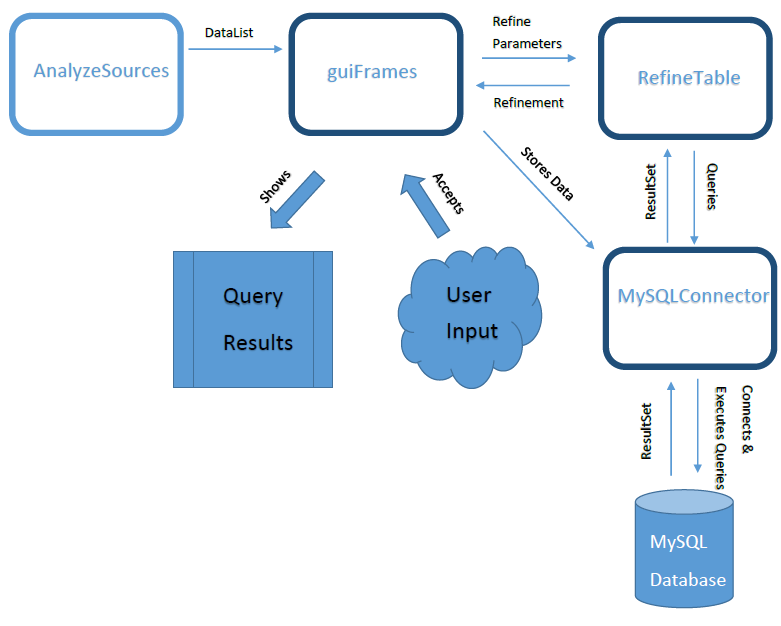 DataList
AnalyzeSources
guiFrames
Refine
Parameters
Refinement
RefineTable
Shows
Accepts
Stores Data
ResultSet
Queries
Query
Results
User
Input
MySQLConnector
ResultSet
Connects &
Executes Queries
MySQL
Database